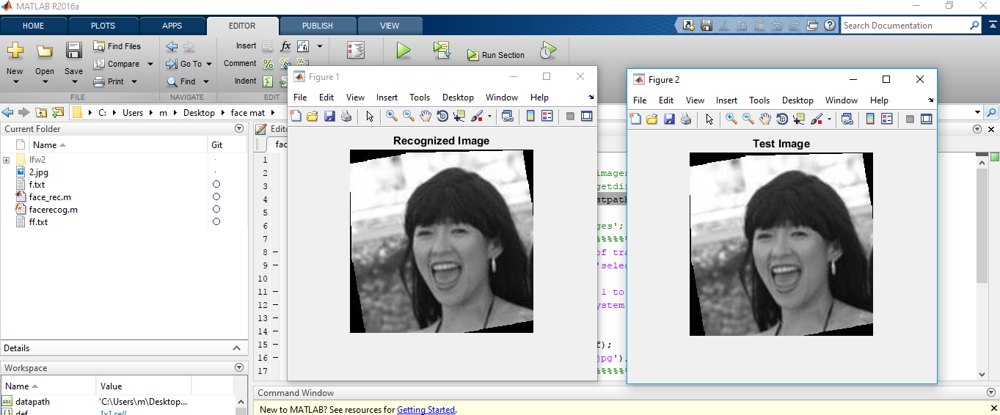 MATLAB R2016a
HOME PLOTS APPS EDITOR PUBLISH VIEW
Search Documentation
New Open Save
Find Files
Compare
Print
Go To
Find
Insert
Comment
Indent
Run Section
FILE NAVIGATE EDIT
C: Users m Desktop face mat
Current Folder
Name Git
lfw2
2.jpg
f.txt
face_rec.m
facerecog.m
ff.txt
Details
Workspace
Name Value
datapath 'C:\Users\m\Desktop...
def 1x1 cell
Figure 1
File Edit View Insert Tools Desktop Window Help
Recognized Image
Figure 2
File Edit View Insert Tools Desktop Window Help
Test Image
1
2 images
3 getdir
4 stpath
5
6 ges';
7 %%%%%
8 of tra
9 'selec
10
11 1 to
12 ystem
13
14
15 f);
16 jpg')
17 %%%%%
Command Window
New to MATLAB? See resources for Getting Started.